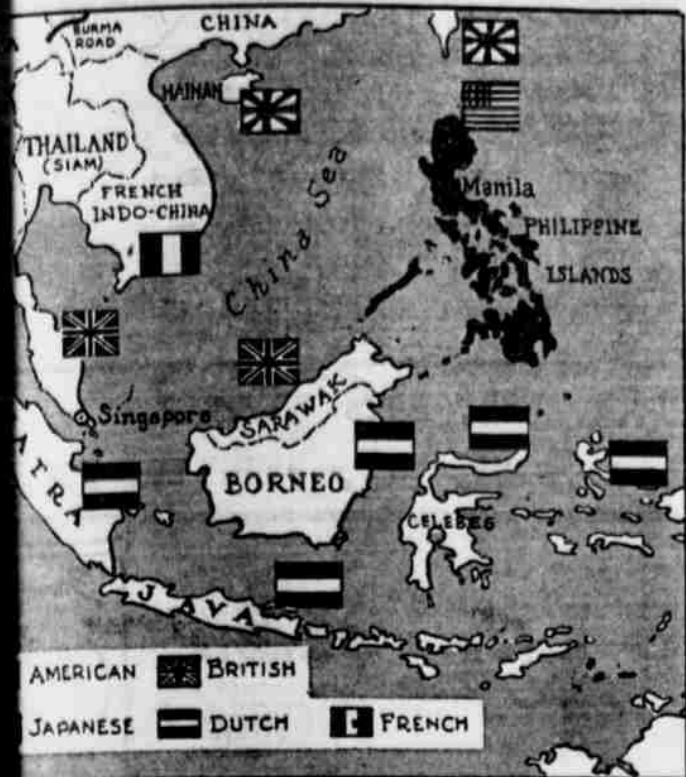 BURMA
ROAD
CHINA
HAINAN
THAILAND
(SIAM)
FRENCH
INDO-CHINA
China Sea
Manila
PHILIPPINE
ISLANDS
Singapore
SARAWAK
BORNEO
ATRA
CELEBES
JAVA
AMERICAN BRITISH
JAPANESE DUTCH FRENCH